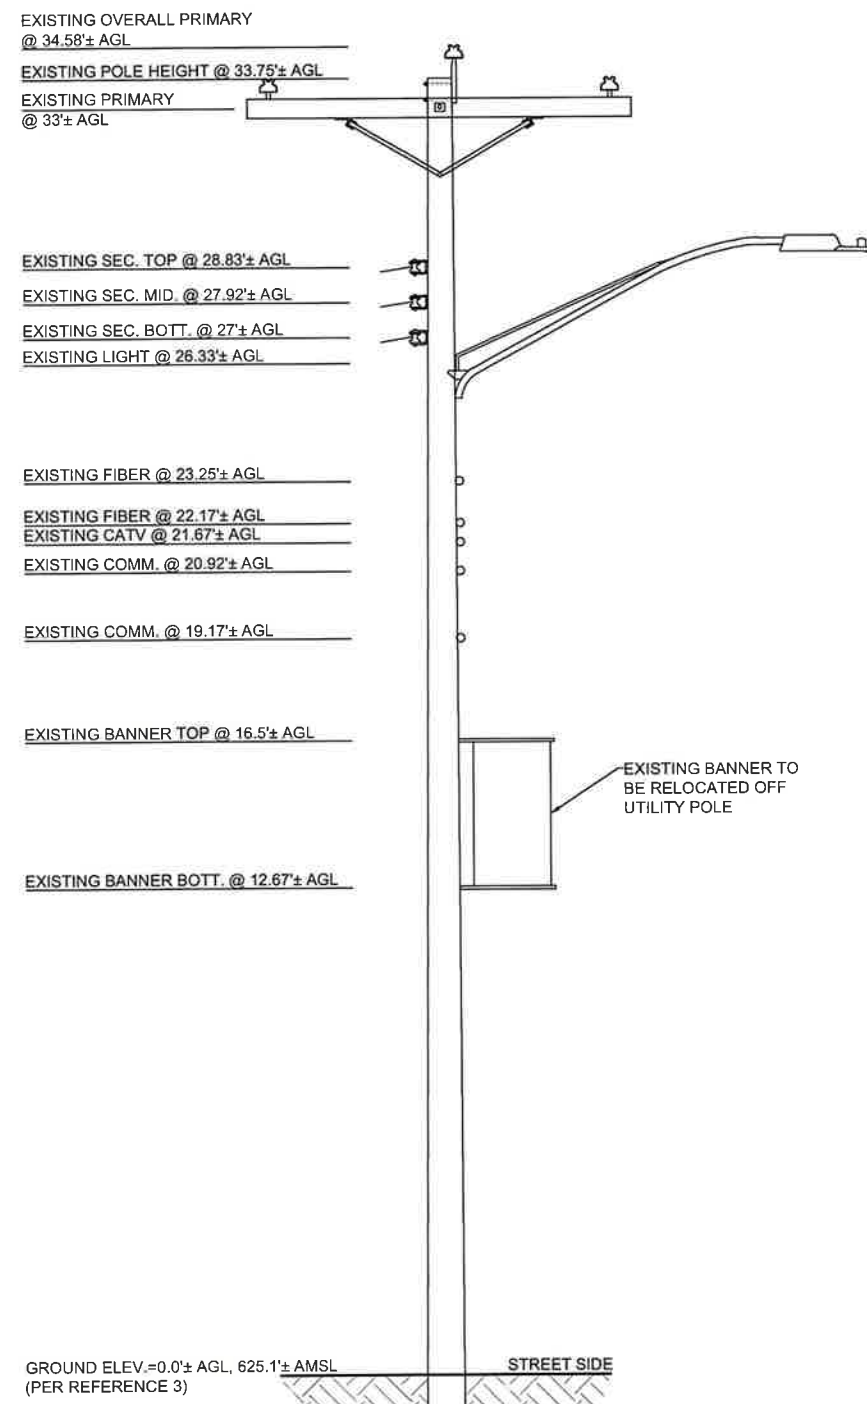 EXISTING OVERALL PRIMARY
@ 34.58'± AGL
EXISTING POLE HEIGHT @ 33.75'± AGL
EXISTING PRIMARY
@ 33'± AGL
EXISTING SEC. TOP @ 28.83'± AGL
EXISTING SEC. MID. @ 27.92'± AGL
EXISTING SEC. BOTT. @ 27'± AGL
EXISTING LIGHT @ 26.33'± AGL
EXISTING FIBER @ 23.25'± AGL
EXISTING FIBER @ 22.17'± AGL
EXISTING CATV @ 21.67'± AGL
EXISTING COMM. @ 20.92'± AGL
EXISTING COMM. @ 19.17'± AGL
EXISTING BANNER TOP @ 16.5'± AGL
EXISTING BANNER TO
BE RELOCATED OFF
UTILITY POLE
EXISTING BANNER BOTT. @ 12.67'± AGL
GROUND ELEV.=0.0'± AGL, 625.1'± AMSL
(PER REFERENCE 3)
STREET SIDE